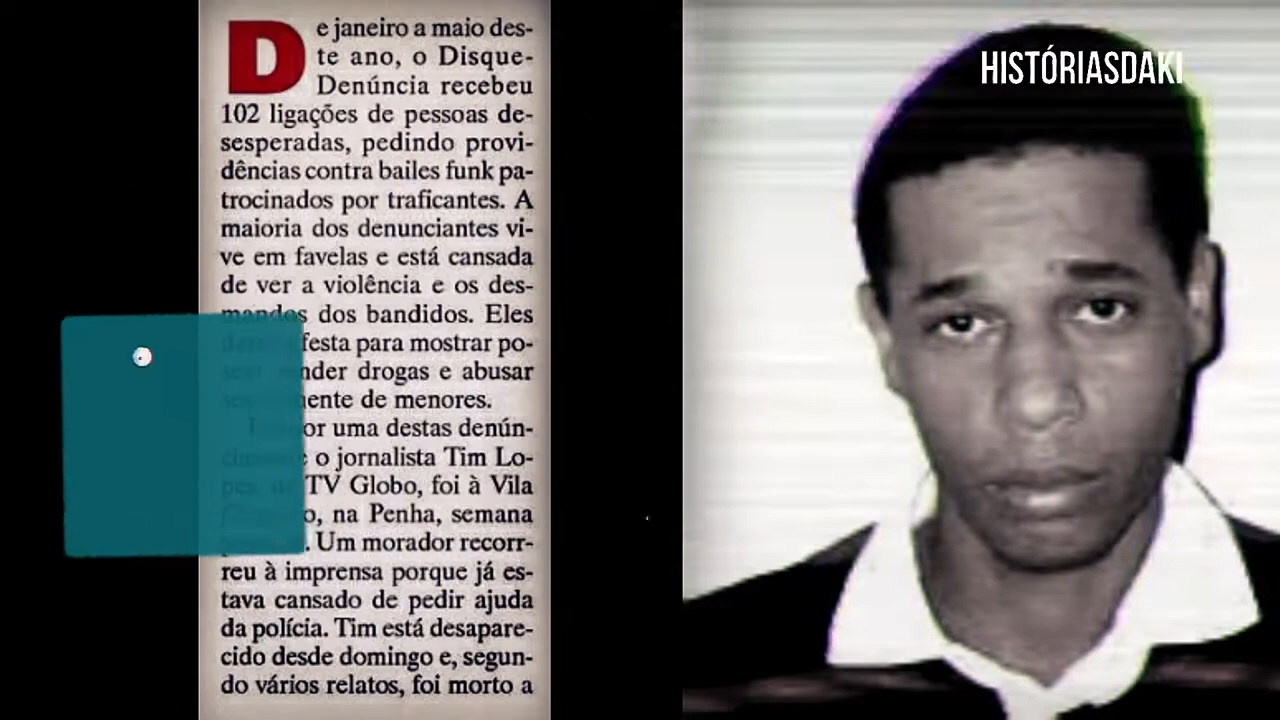 De janeiro a maio des-
te ano, o Disque-
Denúncia recebeu
102 ligações de pessoas de-
sesperadas, pedindo provi-
dências contra bailes funk pa-
trocinados por traficantes. A
maioria dos denunciantes vi-
ve em favelas e está cansada
de ver a violência e os des-
mandos dos bandidos. Eles
festa para mostrar po-
nder drogas e abusar
mente de menores.
or uma destas denún-
o jornalista Tim Lo-
TV Globo, foi à Vila
o, na Penha, semana
. Um morador recorr-
reu à imprensa porque já es-
tava cansado de pedir ajuda
da polícia. Tim está desapare-
cido desde domingo e, segun-
do vários relatos, foi morto a
HISTÓRIASDAKI